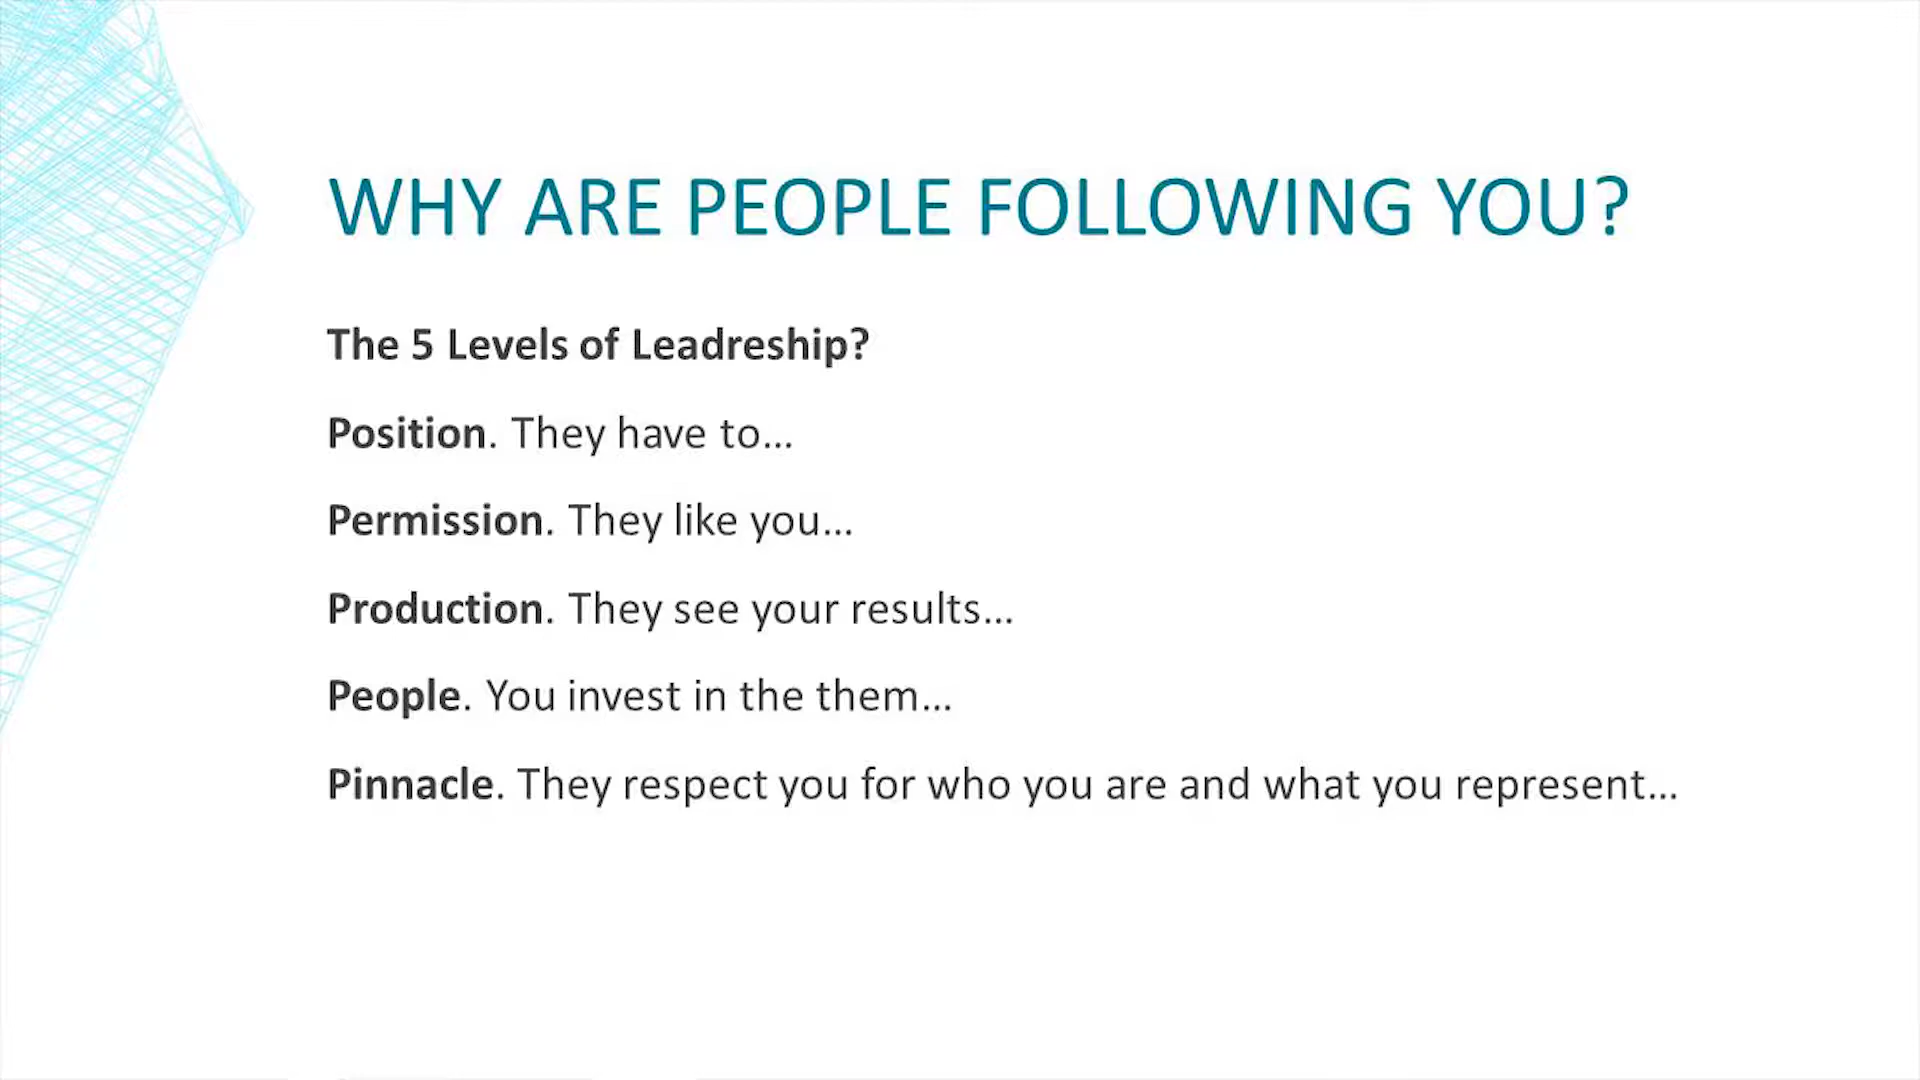 WHY ARE PEOPLE FOLLOWING YOU?
The 5 Levels of Leadreship?
Position. They have to...
Permission. They like you...
Production. They see your results...
People. You invest in the them...
Pinnacle. They respect you for who you are and what you represent...